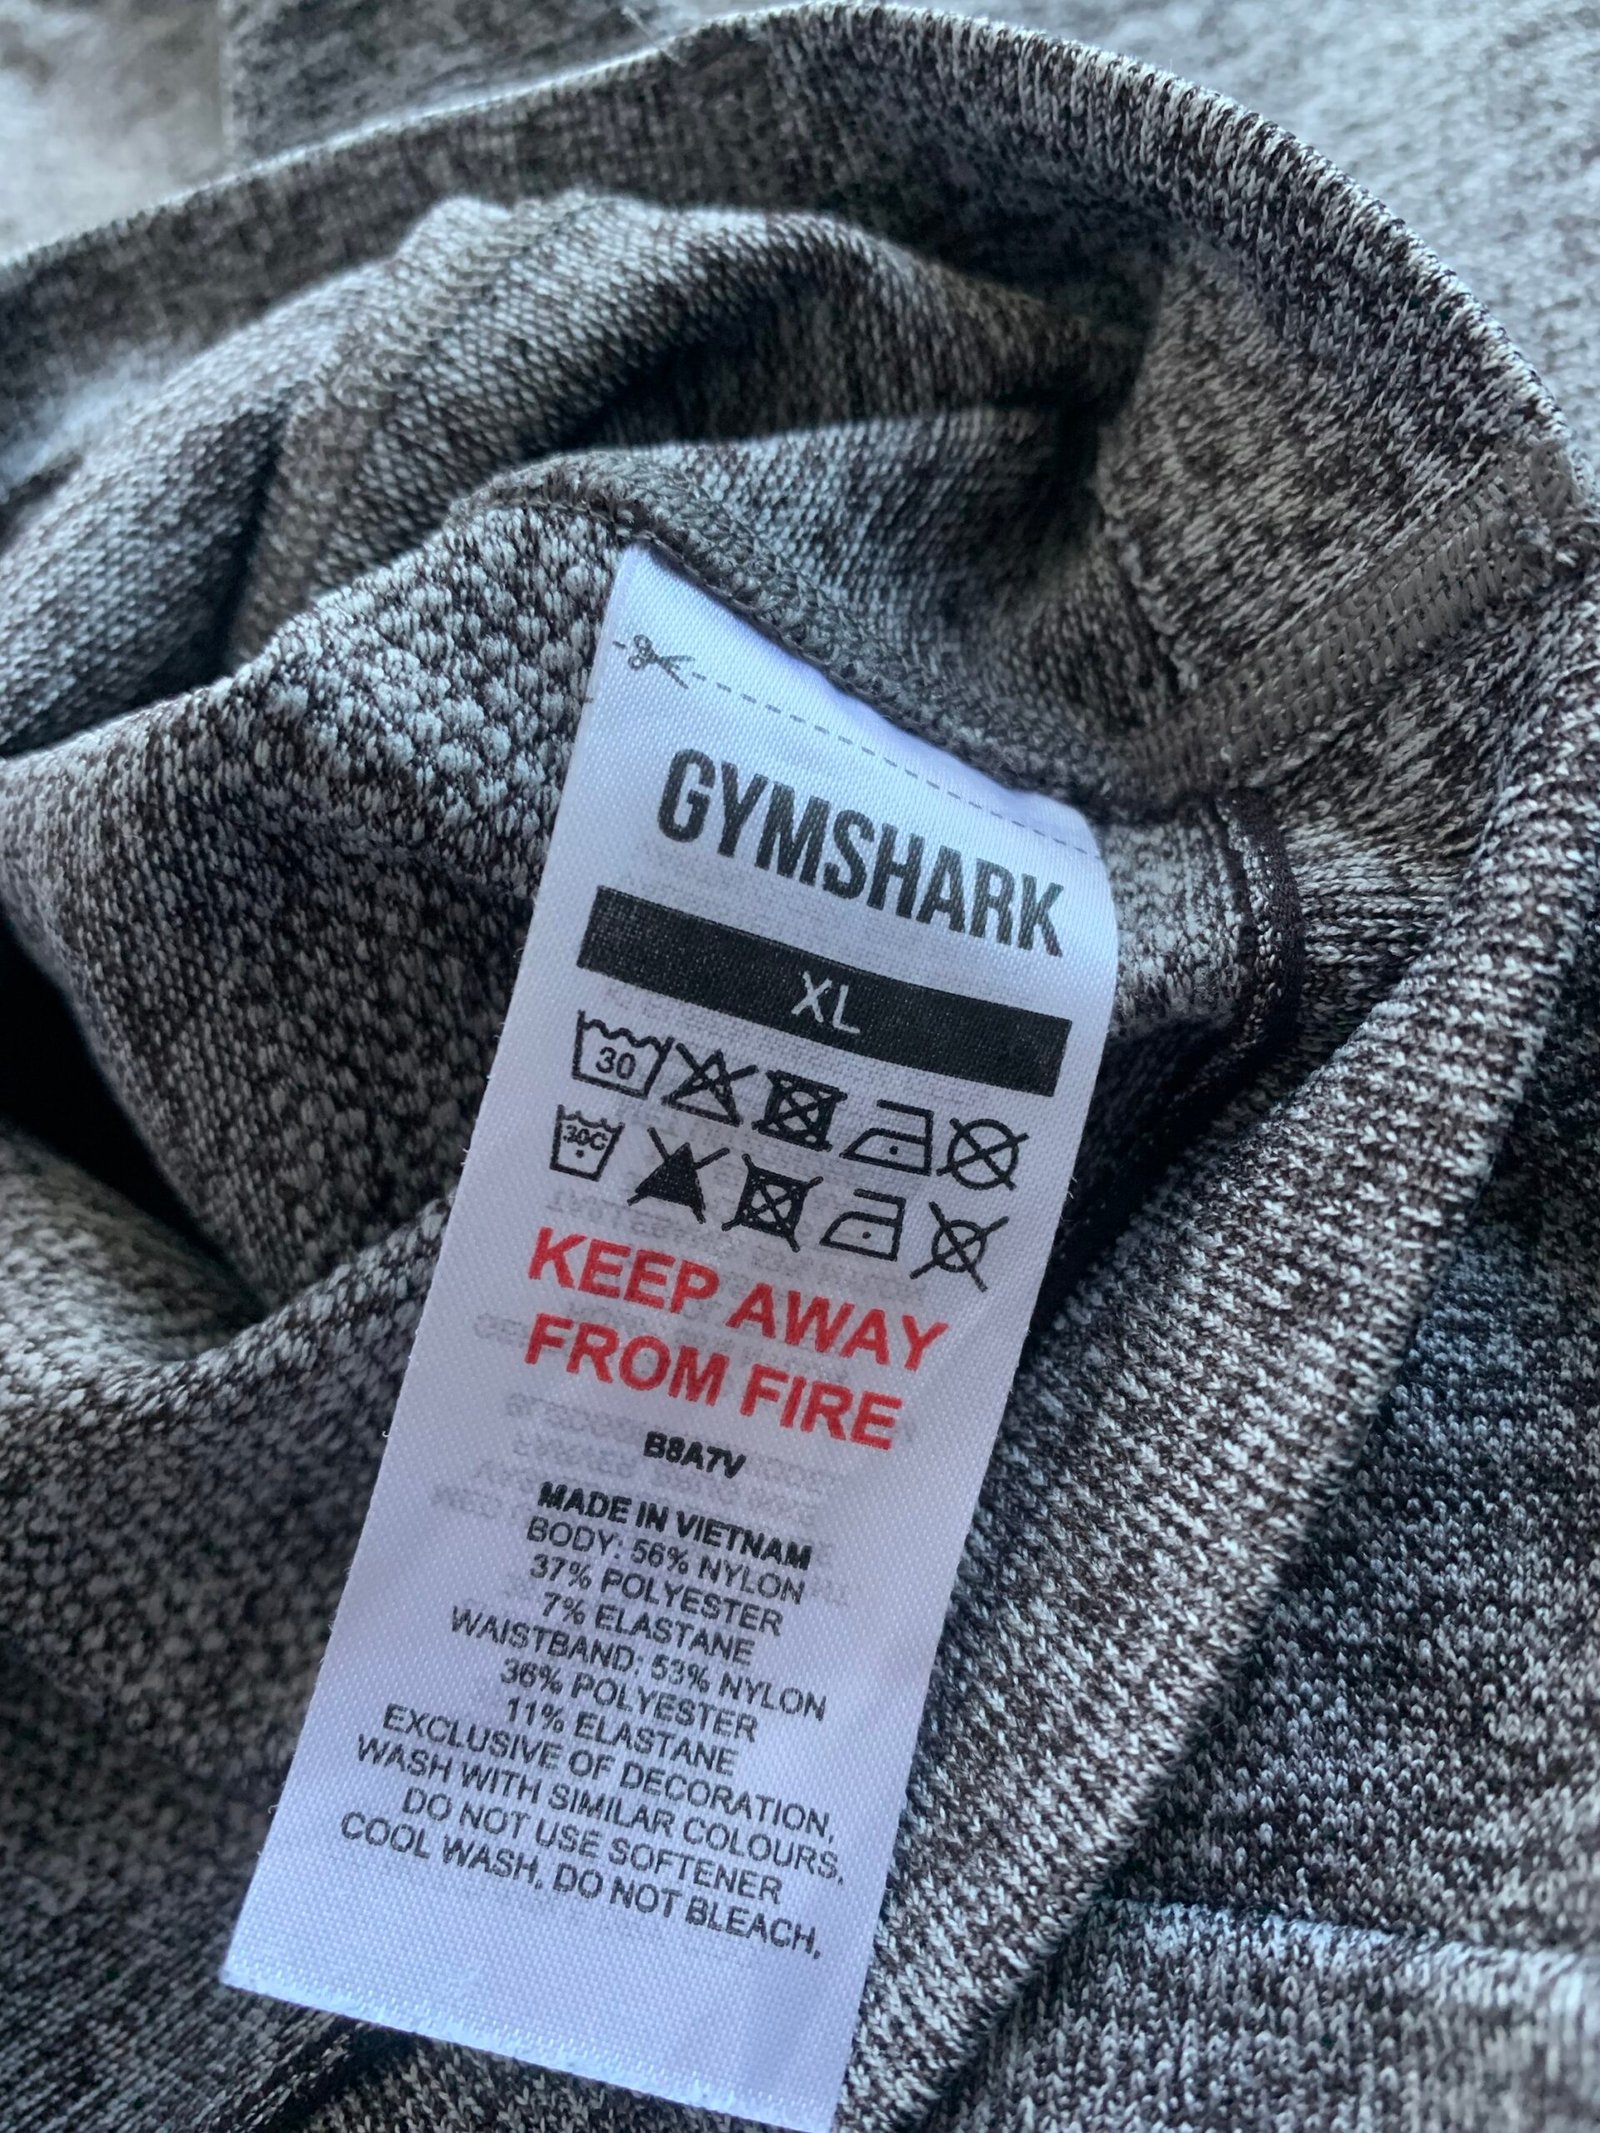 GYMSHARK
XL
30
30C
KEEP AWAY
FROM FIRE
B8A7V
MADE IN VIETNAM
BODY: 56% NYLON
37% POLYESTER
7% ELASTANE
WAISTBAND: 53% NYLON
36% POLYESTER
11% ELASTANE
EXCLUSIVE OF DECORATION,
WASH WITH SIMILAR COLOURS,
DO NOT USE SOFTENER
COOL WASH, DO NOT BLEACH,